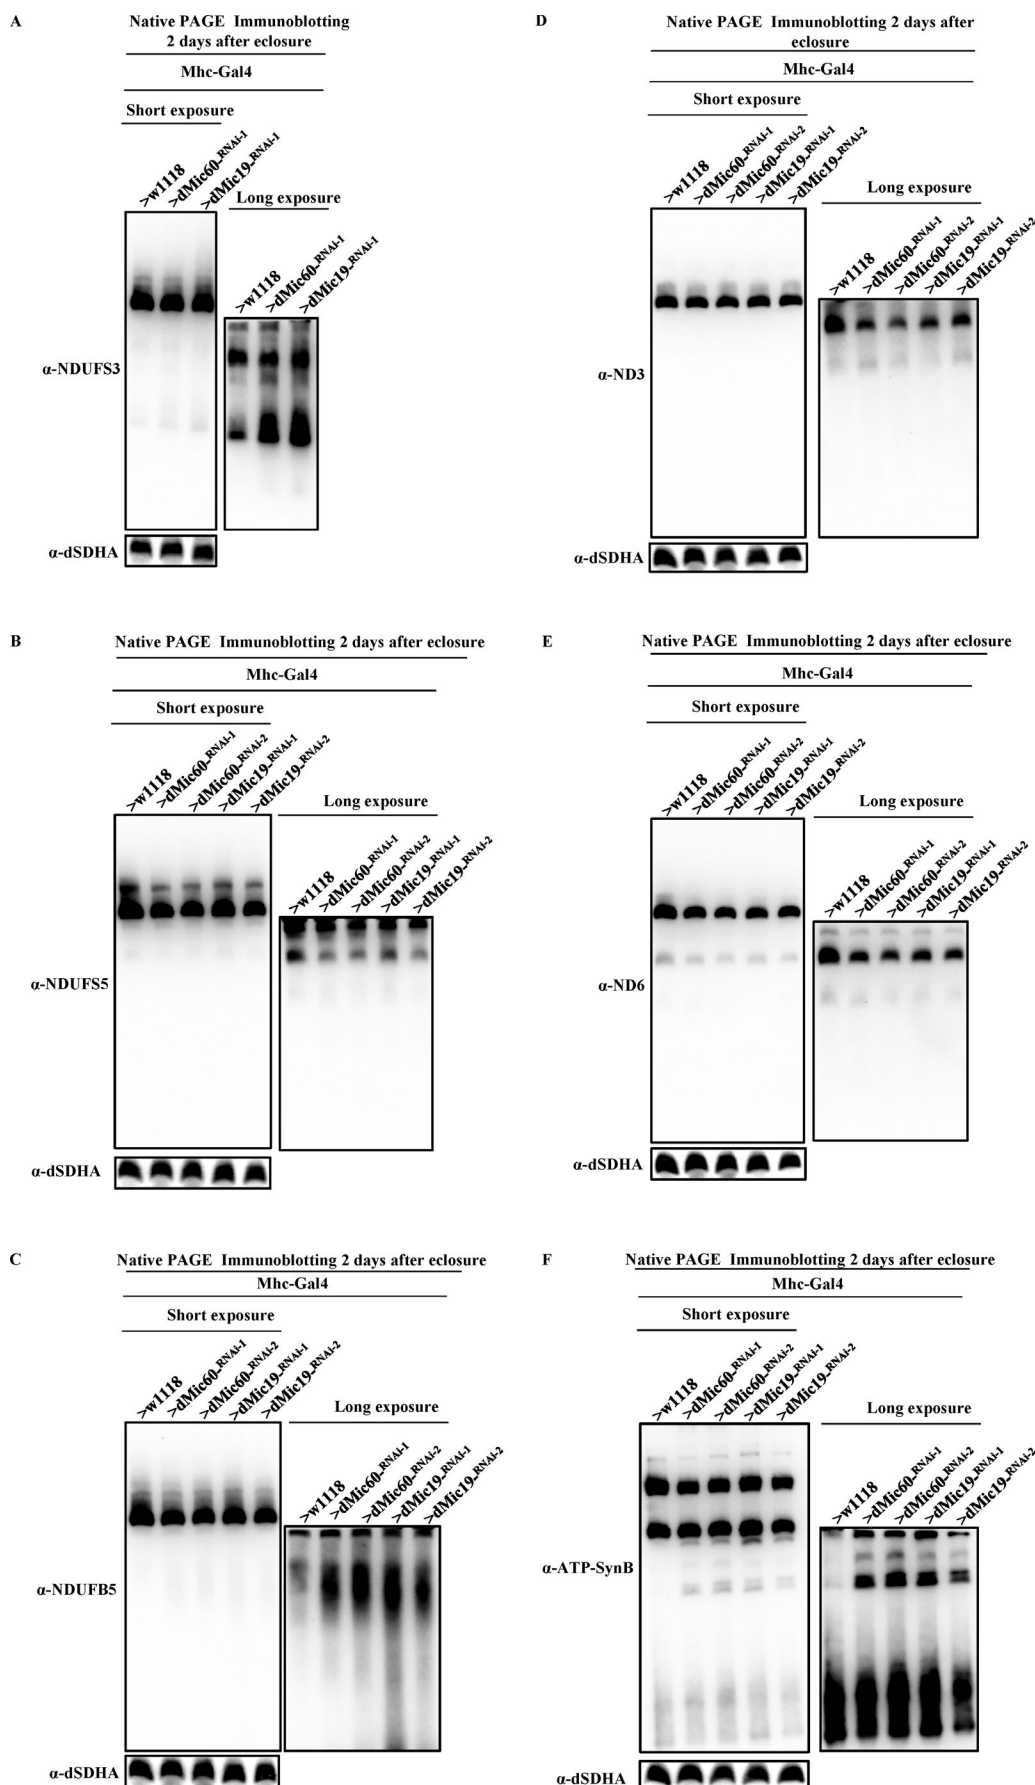 A
Native PAGE Immunoblotting
2 days after eclosure
Mhc-Gal4
Short exposure
>w1118
>dMic60-RNAi-1
>dMic19-RNAi-1
Long exposure
>w1118
>dMic60-RNAi-1
>dMic19-RNAi-1
α-NDUFS3
α-dSDHA
D
Native PAGE Immunoblotting 2 days after
eclosure
Mhc-Gal4
Short exposure
>w1118
>dMic60-RNAi-1
>dMic60-RNAi-2
>dMic19-RNAi-1
>dMic19-RNAi-2
Long exposure
>w1118
>dMic60-RNAi-1
>dMic60-RNAi-2
>dMic19-RNAi-1
>dMic19-RNAi-2
α-ND3
α-dSDHA
B
Native PAGE Immunoblotting 2 days after eclosure
Mhc-Gal4
Short exposure
>w1118
>dMic60-RNAi-1
>dMic60-RNAi-2
>dMic19-RNAi-1
>dMic19-RNAi-2
Long exposure
>w1118
>dMic60-RNAi-1
>dMic60-RNAi-2
>dMic19-RNAi-1
>dMic19-RNAi-2
α-NDUFS5
α-dSDHA
E
Native PAGE Immunoblotting 2 days after eclosure
Mhc-Gal4
Short exposure
>w1118
>dMic60-RNAi-1
>dMic60-RNAi-2
>dMic19-RNAi-1
>dMic19-RNAi-2
Long exposure
>w1118
>dMic60-RNAi-1
>dMic60-RNAi-2
>dMic19-RNAi-1
>dMic19-RNAi-2
α-ND6
α-dSDHA
C
Native PAGE Immunoblotting 2 days after eclosure
Mhc-Gal4
Short exposure
>w1118
>dMic60-RNAi-1
>dMic60-RNAi-2
>dMic19-RNAi-1
>dMic19-RNAi-2
Long exposure
>w1118
>dMic60-RNAi-1
>dMic60-RNAi-2
>dMic19-RNAi-1
>dMic19-RNAi-2
α-NDUFB5
α-dSDHA
F
Native PAGE Immunoblotting 2 days after eclosure
Mhc-Gal4
Short exposure
>w1118
>dMic60-RNAi-1
>dMic60-RNAi-2
>dMic19-RNAi-1
>dMic19-RNAi-2
Long exposure
>w1118
>dMic60-RNAi-1
>dMic60-RNAi-2
>dMic19-RNAi-1
>dMic19-RNAi-2
α-ATP-SynB
α-dSDHA